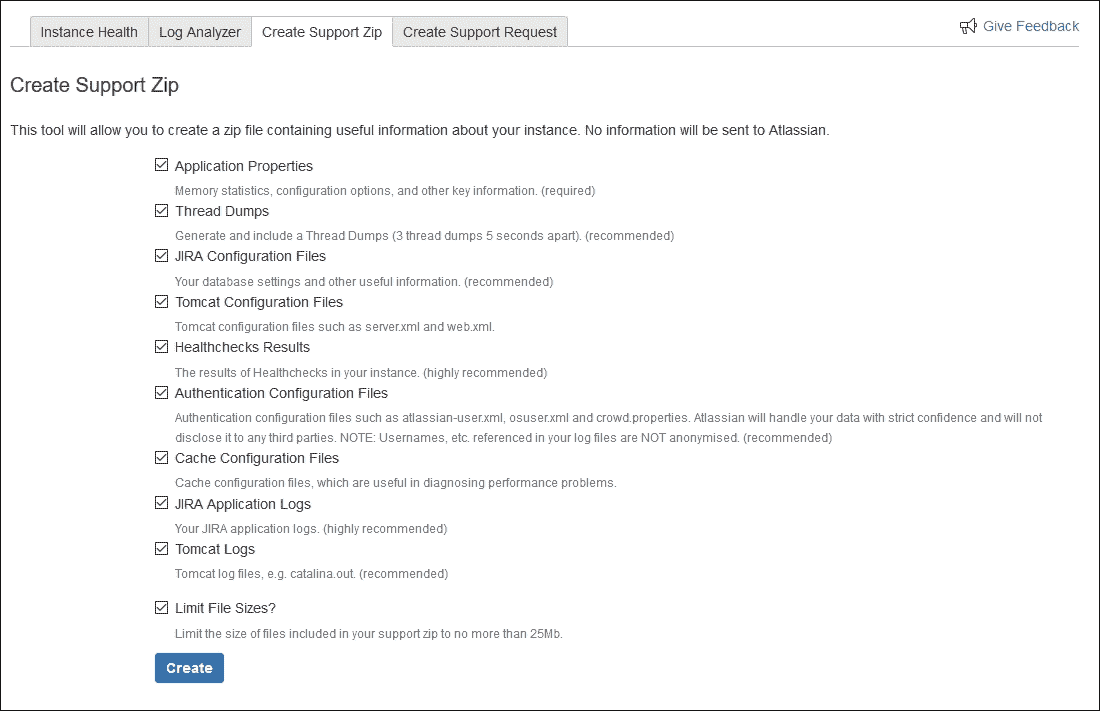 Instance Health
Log Analyzer
Create Support Zip
Create Support Request
Give Feedback
Create Support Zip
This tool will allow you to create a zip file containing useful information about your instance. No information will be sent to Atlassian.
Application Properties
Memory statistics, configuration options, and other key information. (required)
Thread Dumps
Generate and include a Thread Dumps (3 thread dumps 5 seconds apart). (recommended)
JIRA Configuration Files
Your database settings and other useful information. (recommended)
Tomcat Configuration Files
Tomcat configuration files such as server.xml and web.xml.
Healthchecks Results
The results of Healthchecks in your instance. (highly recommended)
Authentication Configuration Files
Authentication configuration files such as atlassian-user.xml, osuser.xml and crowd.properties. Atlassian will handle your data with strict confidence and will not
disclose it to any third parties. NOTE: Usernames, etc. referenced in your log files are NOT anonymised. (recommended)
Cache Configuration Files
Cache configuration files, which are useful in diagnosing performance problems.
JIRA Application Logs
Your JIRA application logs. (highly recommended)
Tomcat Logs
Tomcat log files, e.g. catalina.out. (recommended)
Limit File Sizes?
Limit the size of files included in your support zip to no more than 25Mb.
Create